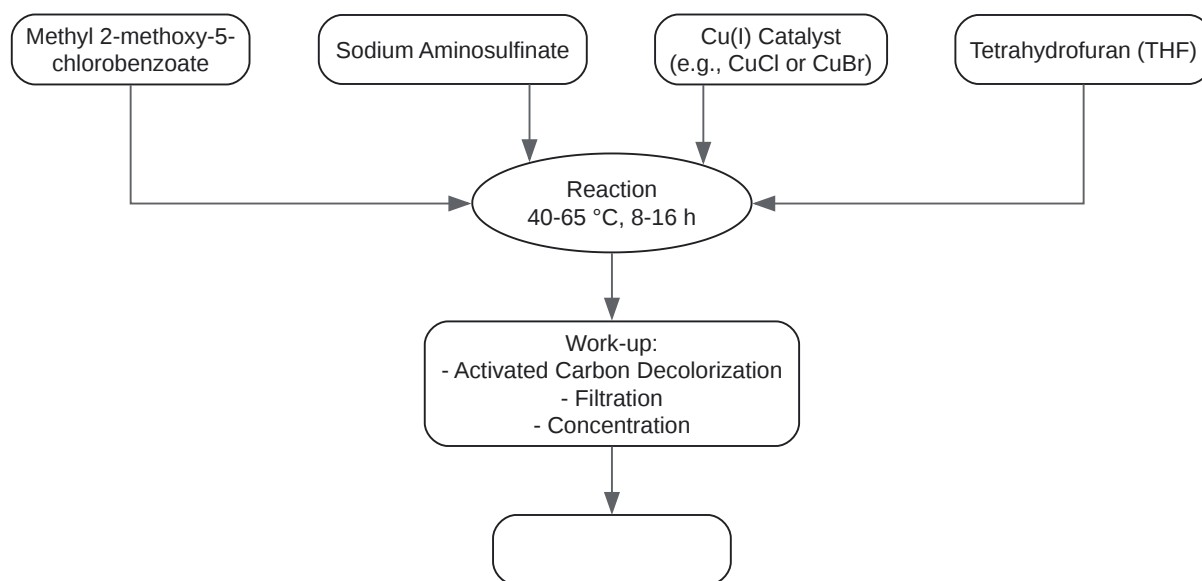 Methyl 2-methoxy-5-
chlorobenzoate
Sodium Aminosulfinate
Cu(I) Catalyst
(e.g., CuCl or CuBr)
Tetrahydrofuran (THF)
Reaction
40-65 °C, 8-16 h
Work-up:
- Activated Carbon Decolorization
- Filtration
- Concentration